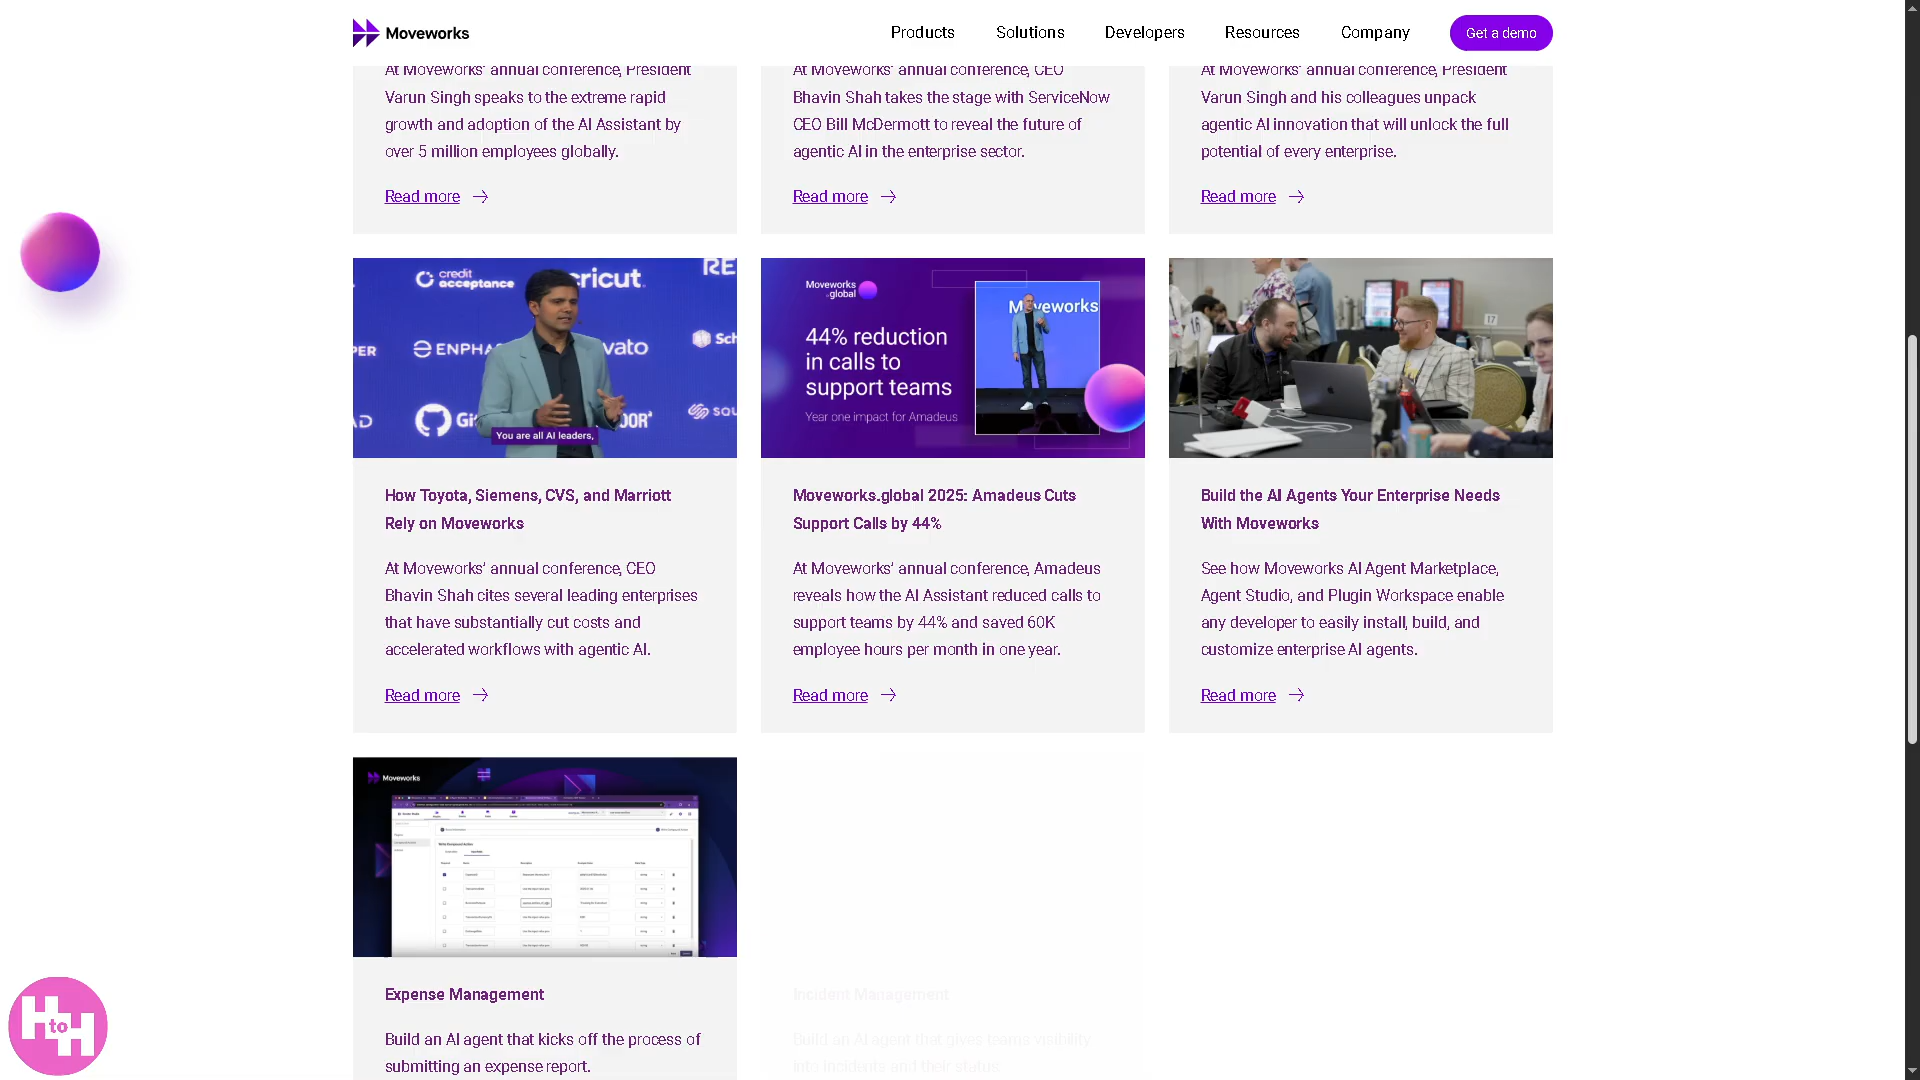 Moveworks
Products
Solutions
Developers
Resources
Company
Get a demo
At Moveworks' annual conference, President
Varun Singh speaks to the extreme rapid
growth and adoption of the AI Assistant by
over 5 million employees globally.
Read more
At Moveworks' annual conference, CEO
Bhavin Shah takes the stage with ServiceNow
CEO Bill McDermott to reveal the future of
agentic AI in the enterprise sector.
Read more
At Moveworks' annual conference, President
Varun Singh and his colleagues unpack
agentic AI innovation that will unlock the full
potential of every enterprise.
Read more
credit
acceptance
cricut
RE
PER
ENPHAS
vato
Sch
AD
Git
DOR
SQU
You are all AI leaders,
How Toyota, Siemens, CVS, and Marriott
Rely on Moveworks
At Moveworks' annual conference, CEO
Bhavin Shah cites several leading enterprises
that have substantially cut costs and
accelerated workflows with agentic AI.
Read more
Moveworks
.global
Moveworks
44% reduction
in calls to
support teams
Year one impact for Amadeus
Moveworks.global 2025: Amadeus Cuts
Support Calls by 44%
At Moveworks' annual conference, Amadeus
reveals how the AI Assistant reduced calls to
support teams by 44% and saved 60K
employee hours per month in one year.
Read more
17
Build the AI Agents Your Enterprise Needs
With Moveworks
See how Moveworks AI Agent Marketplace,
Agent Studio, and Plugin Workspace enable
any developer to easily install, build, and
customize enterprise AI agents.
Read more
Moveworks
Expense Management
Build an AI agent that kicks off the process of
submitting an expense report.
Incident Management
Build an AI agent that gives teams visibility
into incidents and their status.
H to H